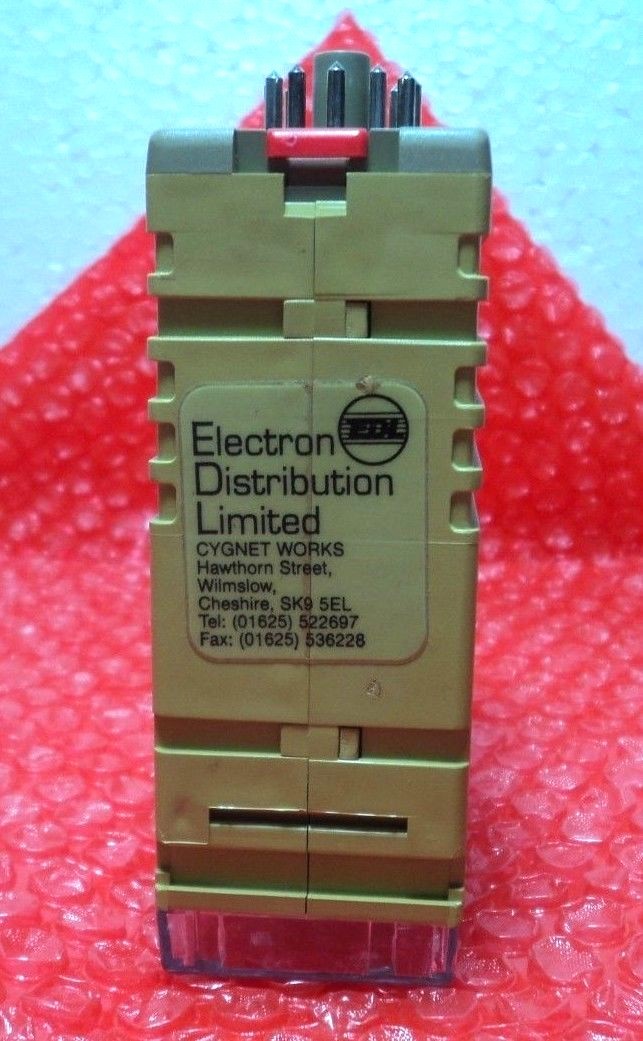 Electron
Distribution
Limited
CYGNET WORKS
Hawthorn Street,
Wilmslow,
Cheshire, SK9 5EL
Tel: (01625) 522697
Fax: (01625) 536228